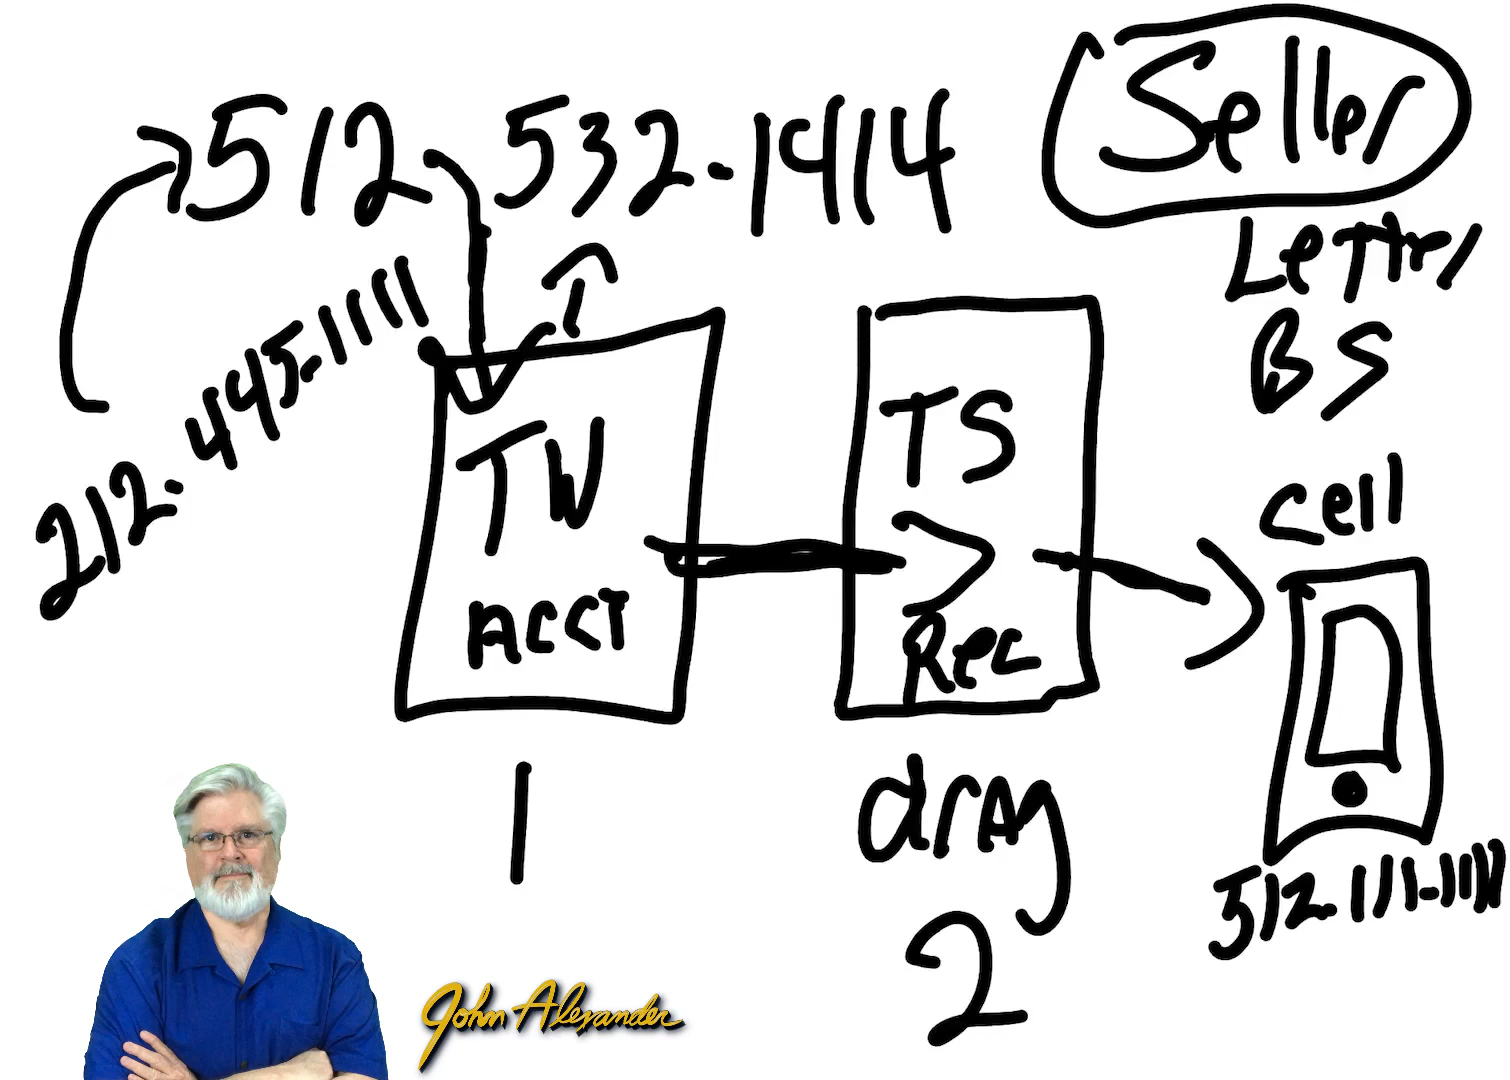 Seller
512 532-1414
Letter
BS
212-445-1111
TW
ACCT
TS
Rec
cell
512-111-1111
1
drag
2
John Alexander